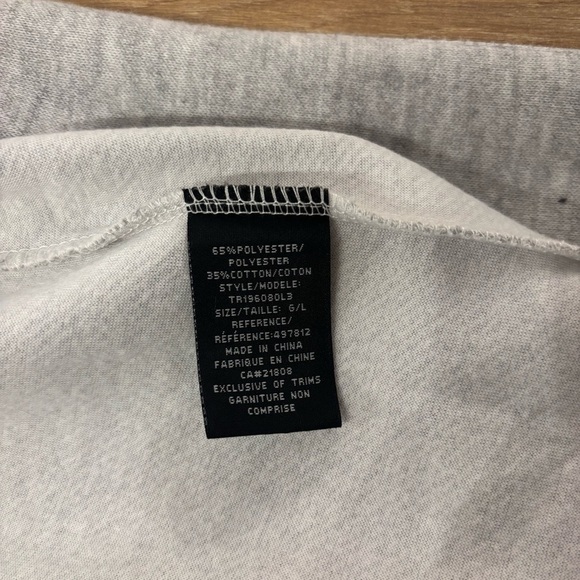 65%POLYESTER/
POLYESTER
35%COTTON/COTON
STYLE/MODELE:
TR196080L3
SIZE/TAILLE: G/L
REFERENCE/
RÉFÉRENCE:497812
MADE IN CHINA
FABRIQUE EN CHINE
CA#21808
EXCLUSIVE OF TRIMS
GARNITURE NON
COMPRISE